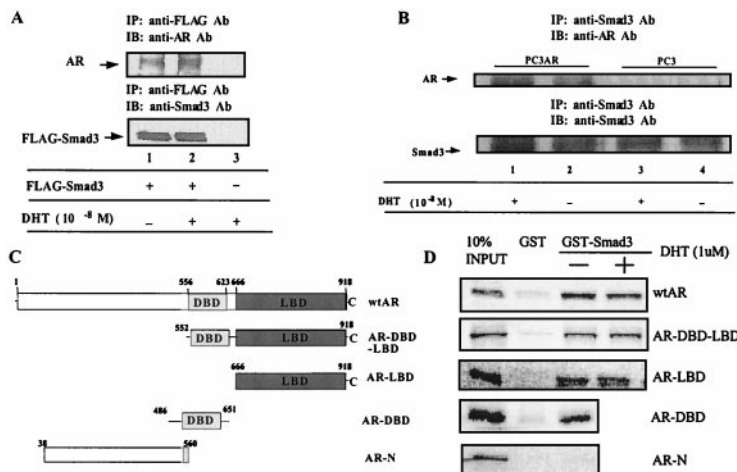 A
IP: anti-FLAG Ab
IB: anti-AR Ab
AR
IP: anti-FLAG Ab
IB: anti-Smad3 Ab
FLAG-Smad3
1 2 3
FLAG-Smad3 + + −
DHT (10 -8 M) − + +
B
IP: anti-Smad3 Ab
IB: anti-AR Ab
PC3AR PC3
AR
IP: anti-Smad3 Ab
IB: anti-Smad3 Ab
Smad3
1 2 3 4
DHT (10 -8 M) + − + −
C
1 556 623 666 918
DBD LBD C wtAR
552 918
DBD LBD C AR-DBD
-LBD
666 918
LBD C AR-LBD
486 651
DBD AR-DBD
38 560
AR-N
D
10% INPUT GST GST-Smad3 DHT (1uM)
− +
wtAR
AR-DBD-LBD
AR-LBD
AR-DBD
AR-N